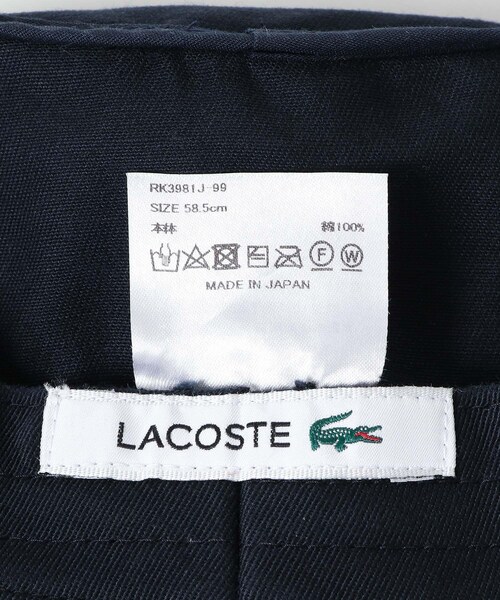 RK3981J-99
SIZE 58.5cm
本体 綿100%
F W
MADE IN JAPAN
LACOSTE